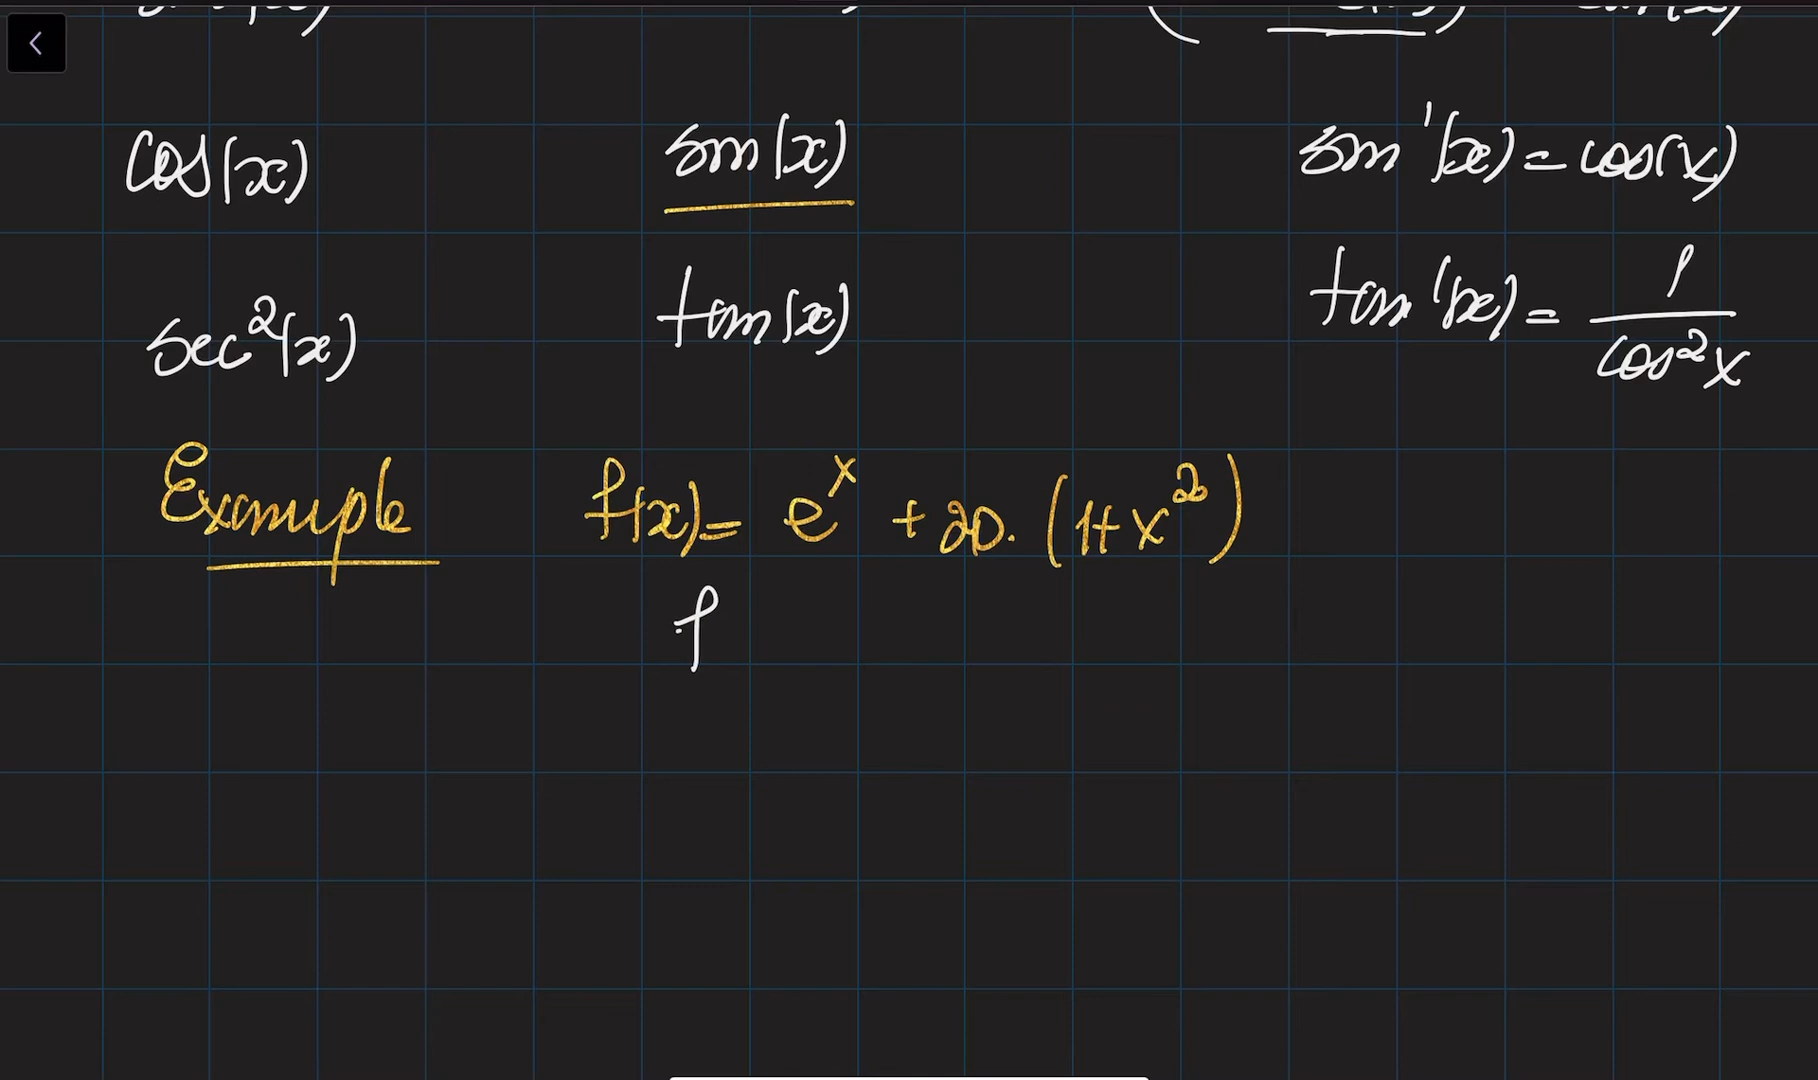 cos(x) sin(x) sin'(x) = cos(x)
sec²(x) tan(x) tan'(x) = 1/cos²x
Example f(x) = eˣ + 20. (1+x²)
f